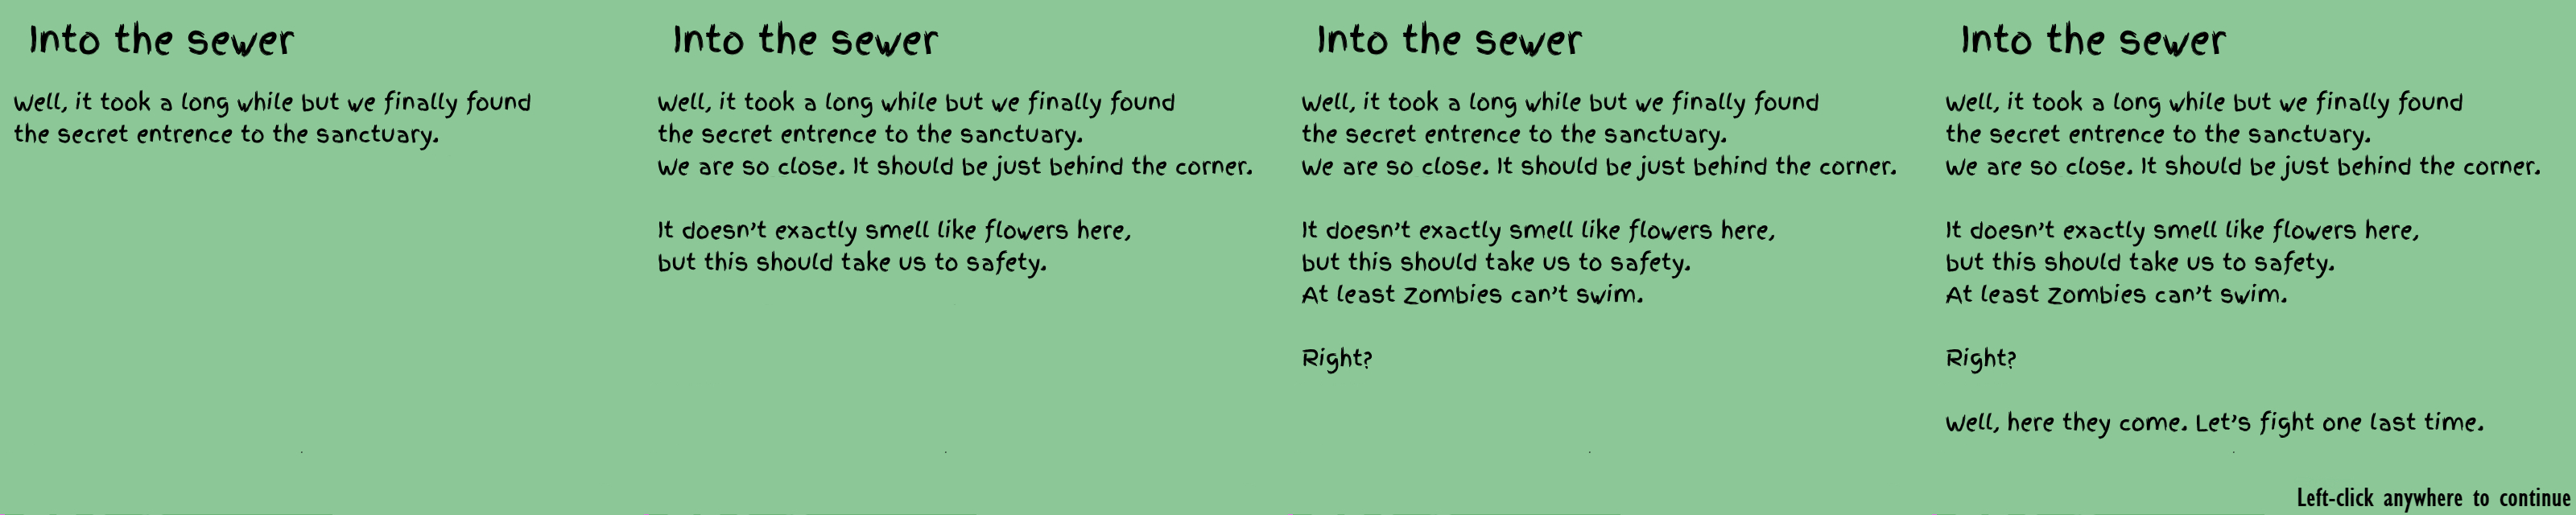 Into the sewer
Well, it took a long while but we finally found
the secret entrence to the sanctuary.
Into the sewer
Well, it took a long while but we finally found
the secret entrence to the sanctuary.
We are so close. It should be just behind the corner.
It doesn't exactly smell like flowers here,
but this should take us to safety.
Into the sewer
Well, it took a long while but we finally found
the secret entrence to the sanctuary.
We are so close. It should be just behind the corner.
It doesn't exactly smell like flowers here,
but this should take us to safety.
At least Zombies can't swim.
Right?
Into the sewer
Well, it took a long while but we finally found
the secret entrence to the sanctuary.
We are so close. It should be just behind the corner.
It doesn't exactly smell like flowers here,
but this should take us to safety.
At least Zombies can't swim.
Right?
Well, here they come. Let's fight one last time.
Left-click anywhere to continue